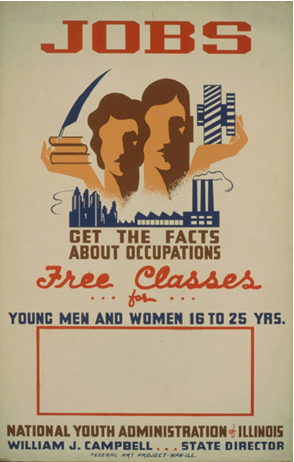 JOBS
GET THE FACTS
ABOUT OCCUPATIONS
Free Classes
... for ...
YOUNG MEN AND WOMEN 16 TO 25 YRS.
NATIONAL YOUTH ADMINISTRATION of ILLINOIS
WILLIAM J. CAMPBELL ... STATE DIRECTOR
FEDERAL ART PROJECT-WPA-ILL.